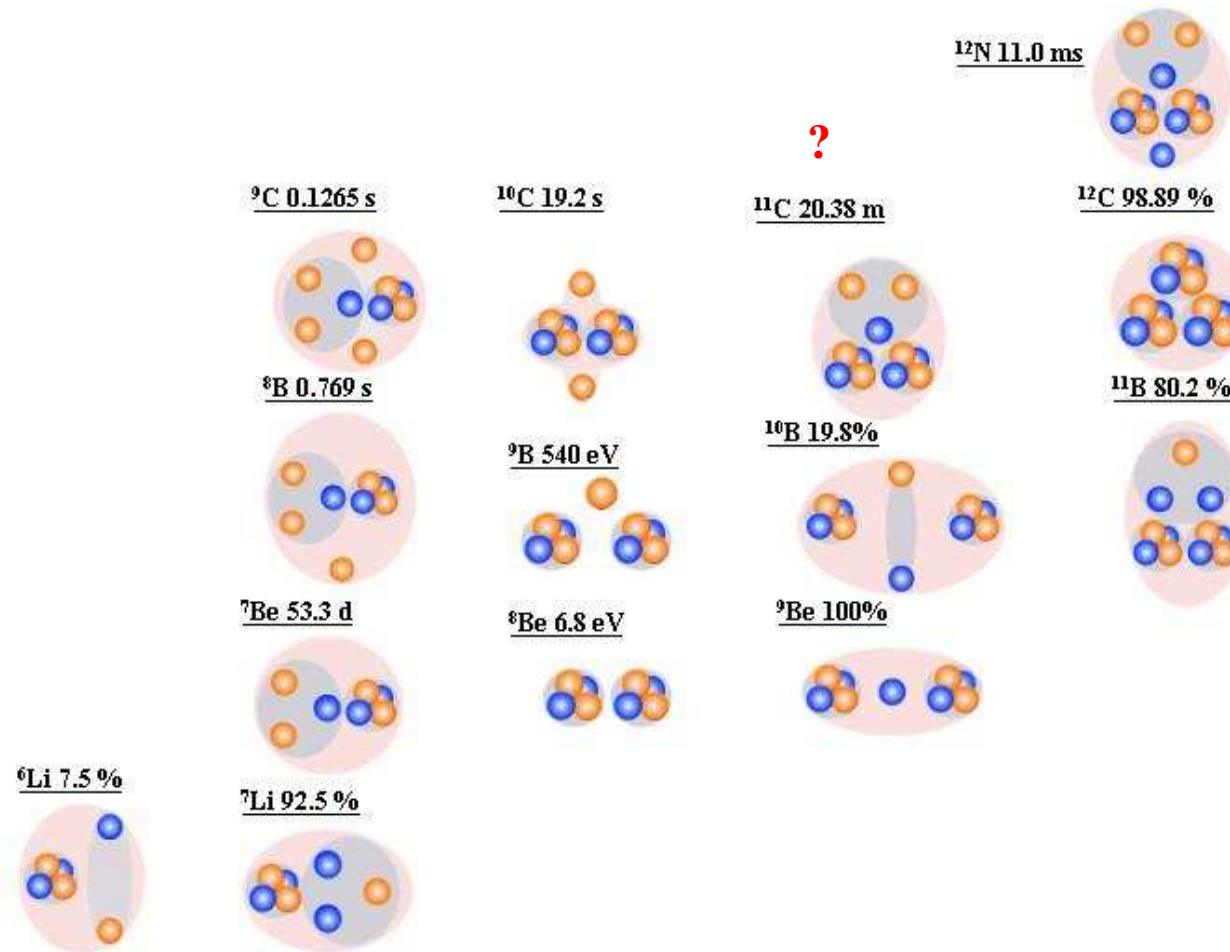 ¹²N 11.0 ms
?
⁹C 0.1265 s
¹⁰C 19.2 s
¹¹C 20.38 m
¹²C 98.89 %
⁸B 0.769 s
⁹B 540 eV
¹⁰B 19.8%
¹¹B 80.2 %
⁷Be 53.3 d
⁸Be 6.8 eV
⁹Be 100%
⁶Li 7.5 %
⁷Li 92.5 %